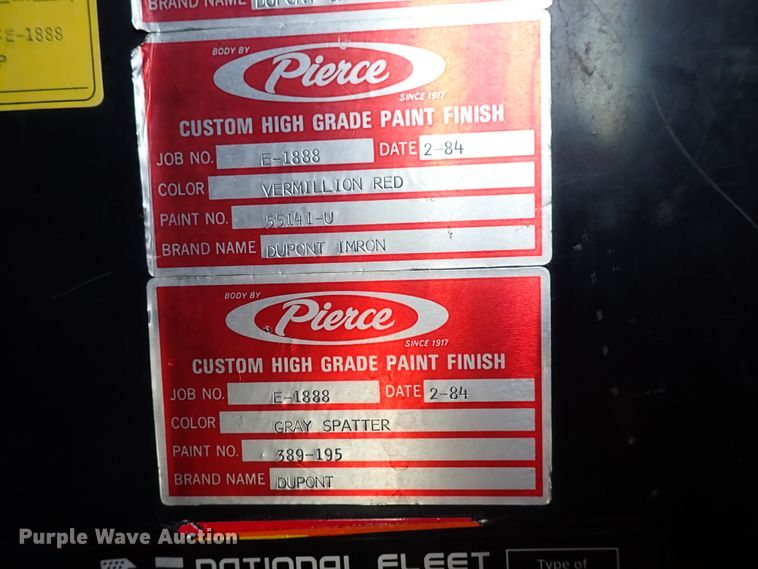 BRAND NAME DUPONT
E-1888
BODY BY
Pierce
SINCE 1917
CUSTOM HIGH GRADE PAINT FINISH
JOB NO. E-1888 DATE 2-84
COLOR VERMILLION RED
PAINT NO. 55141-U
BRAND NAME DUPONT IMRON
BODY BY
Pierce
SINCE 1917
CUSTOM HIGH GRADE PAINT FINISH
JOB NO. E-1888 DATE 2-84
COLOR GRAY SPATTER
PAINT NO. 389-195
BRAND NAME DUPONT
Purple Wave Auction
NATIONAL FLEET
Type of